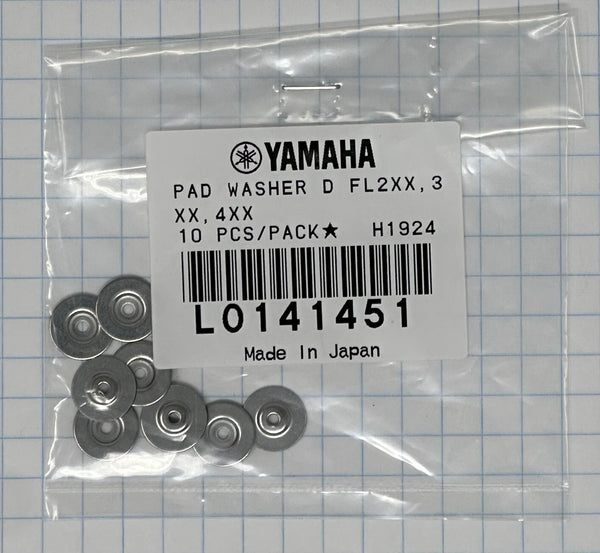 YAMAHA
PAD WASHER D FL2XX,3
XX,4XX
10 PCS/PACK★ H1924
L0141451
Made In Japan